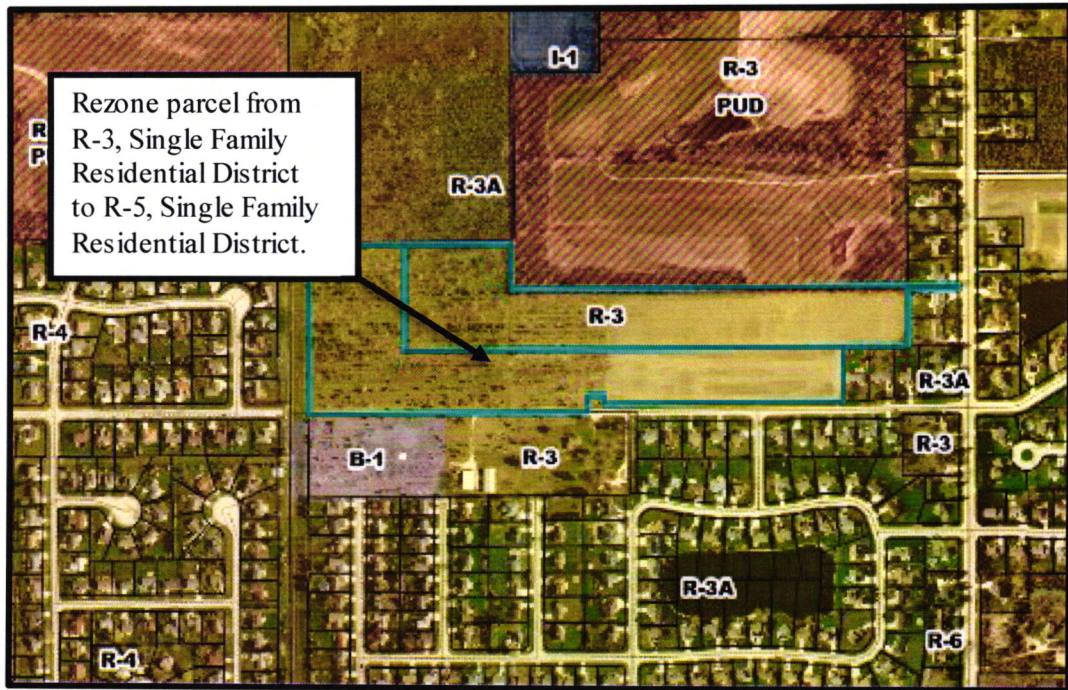 I-1
R-3
PUD
Rezone parcel from
R-3, Single Family
Residential District
to R-5, Single Family
Residential District.
R
P
R-3A
R-3
R-4
R-3A
B-1
R-3
R-3
R-3A
R-4
R-6